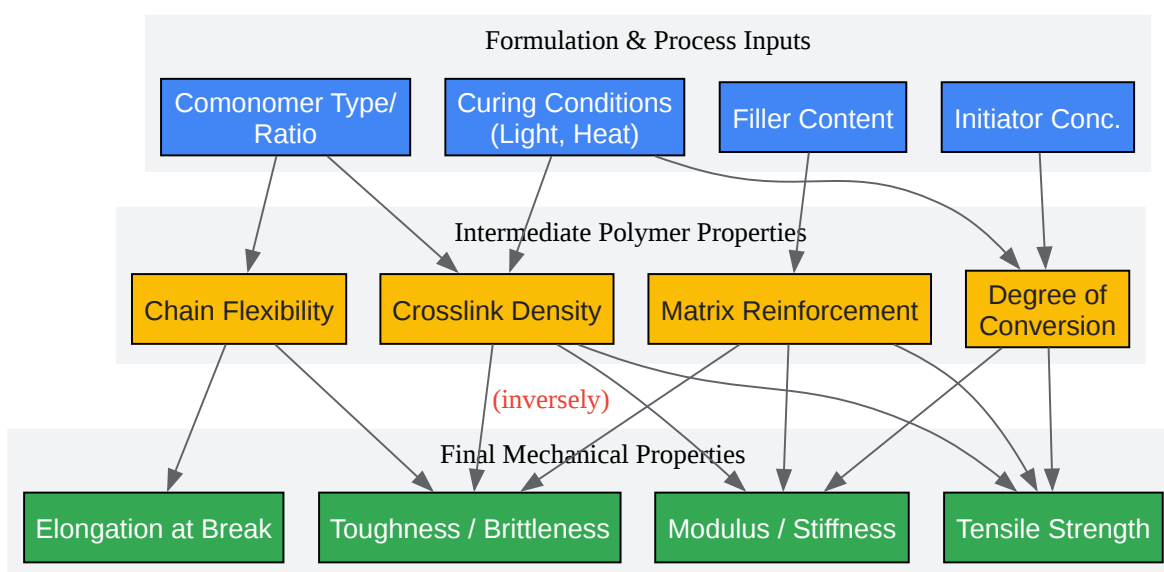 Formulation & Process Inputs
Comonomer Type/
Ratio
Curing Conditions
(Light, Heat)
Filler Content
Initiator Conc.
Intermediate Polymer Properties
Chain Flexibility
Crosslink Density
Matrix Reinforcement
Degree of
Conversion
(inversely)
Final Mechanical Properties
Elongation at Break
Toughness / Brittleness
Modulus / Stiffness
Tensile Strength